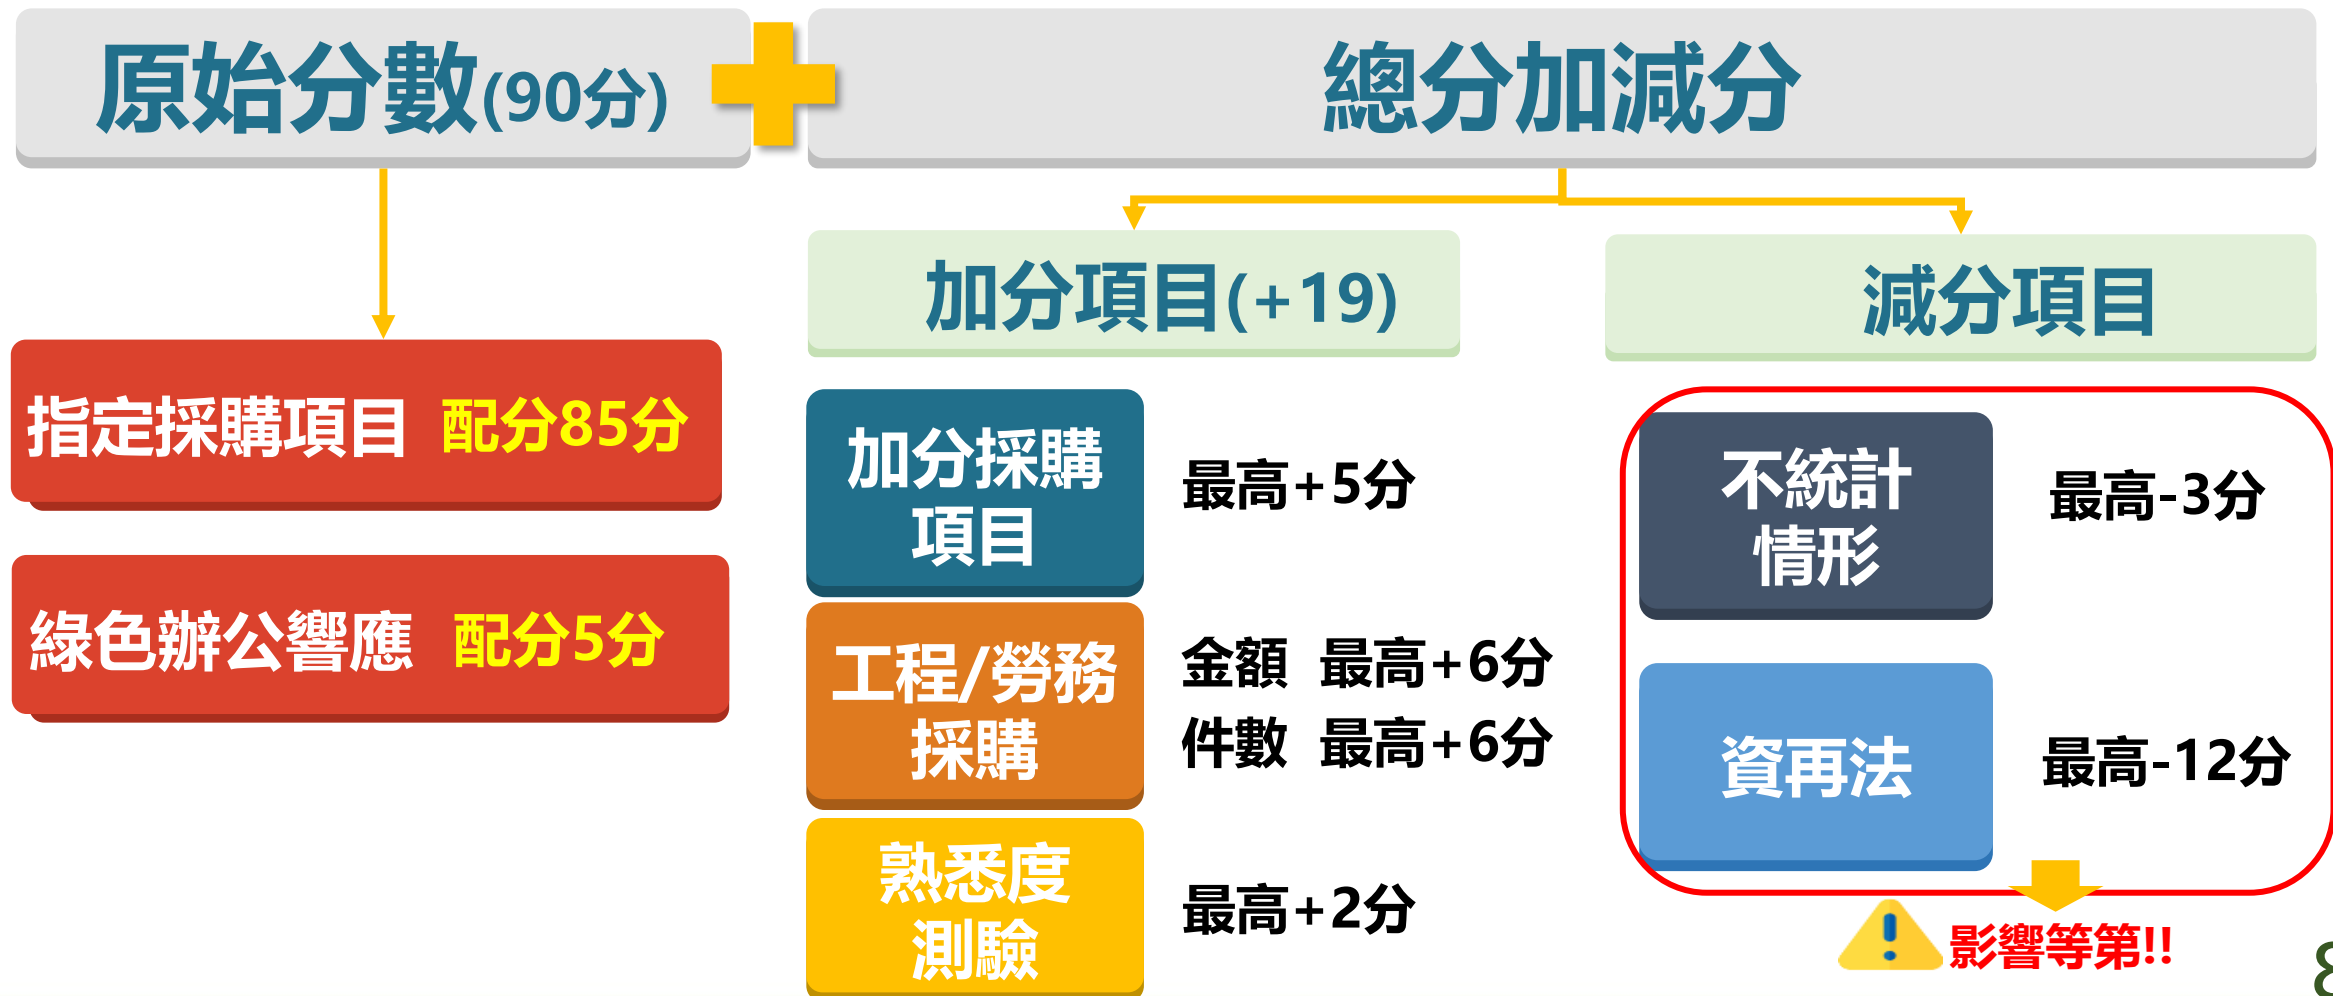 原始分數(90分)
總分加減分
指定採購項目 配分85分
綠色辦公響應 配分5分
加分項目(+19)
加分採購
項目
最高+5分
工程/勞務
採購
金額 最高+6分
件數 最高+6分
熟悉度
測驗
最高+2分
減分項目
不統計
情形
最高-3分
資再法
最高-12分
影響等第!!
8